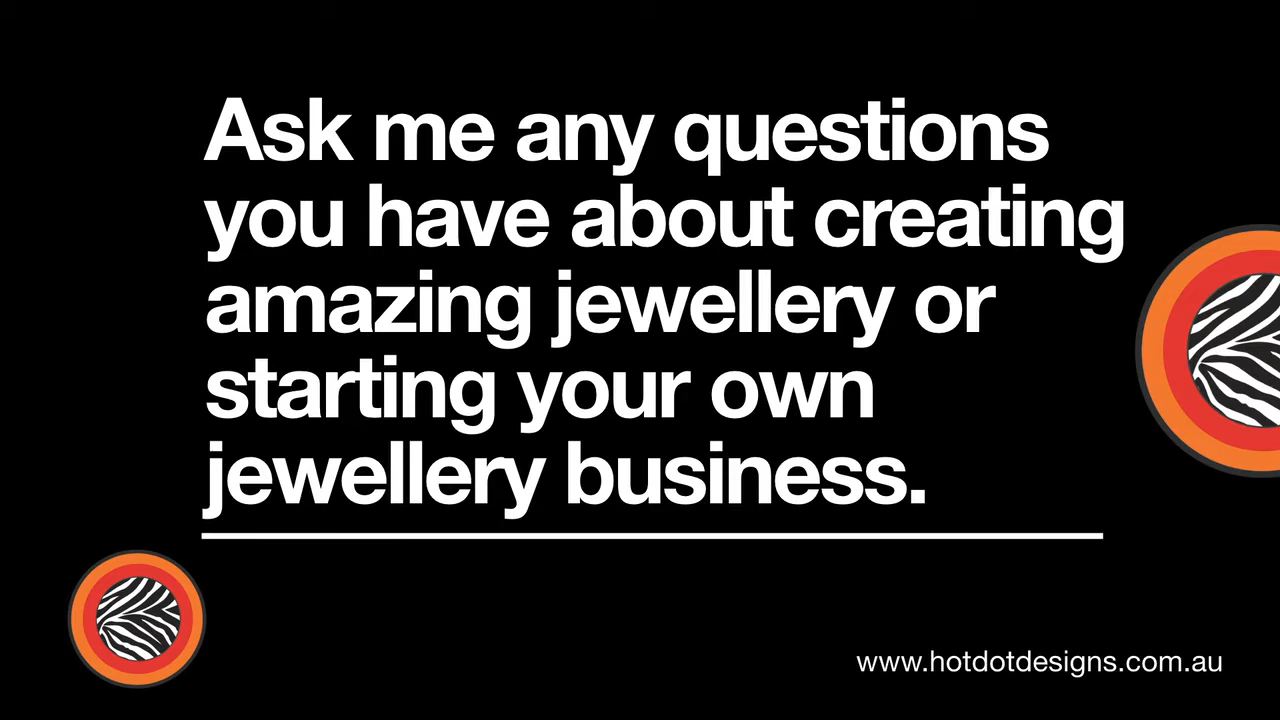 Ask me any questions
you have about creating
amazing jewellery or
starting your own
jewellery business.
www.hotdotdesigns.com.au